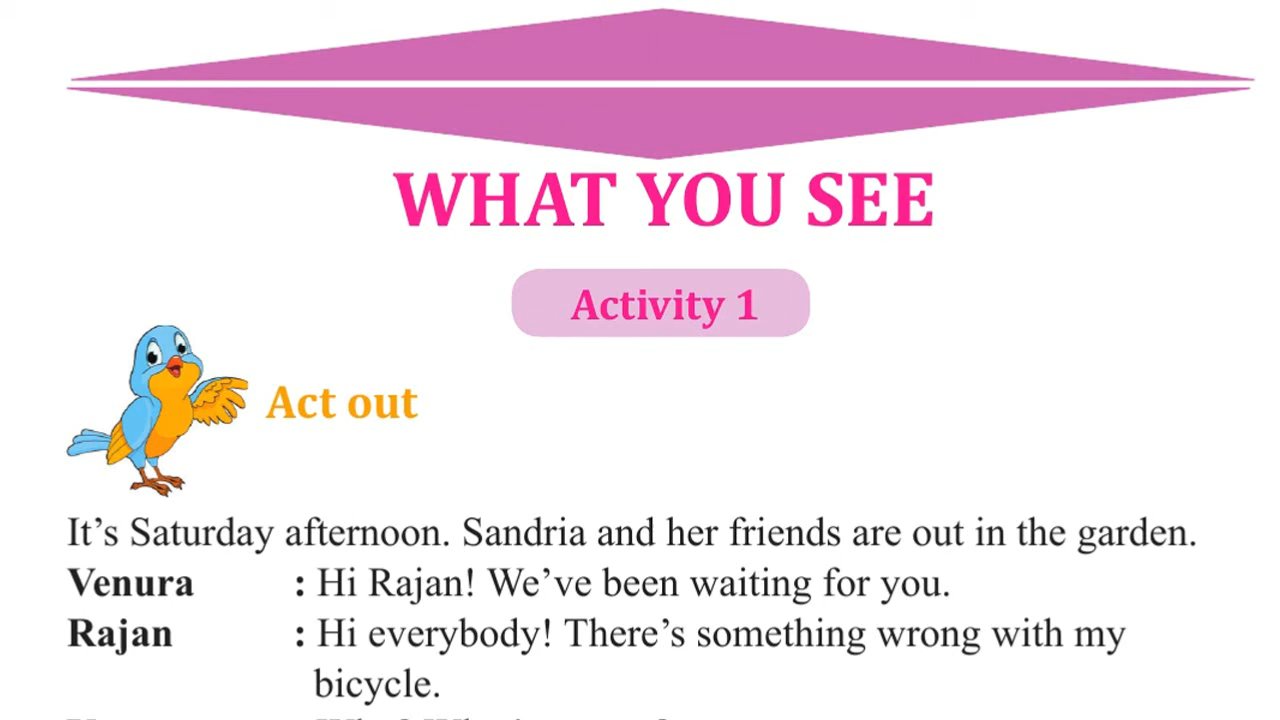 WHAT YOU SEE
Activity 1
Act out
It’s Saturday afternoon. Sandria and her friends are out in the garden.
Venura : Hi Rajan! We’ve been waiting for you.
Rajan : Hi everybody! There’s something wrong with my
bicycle.